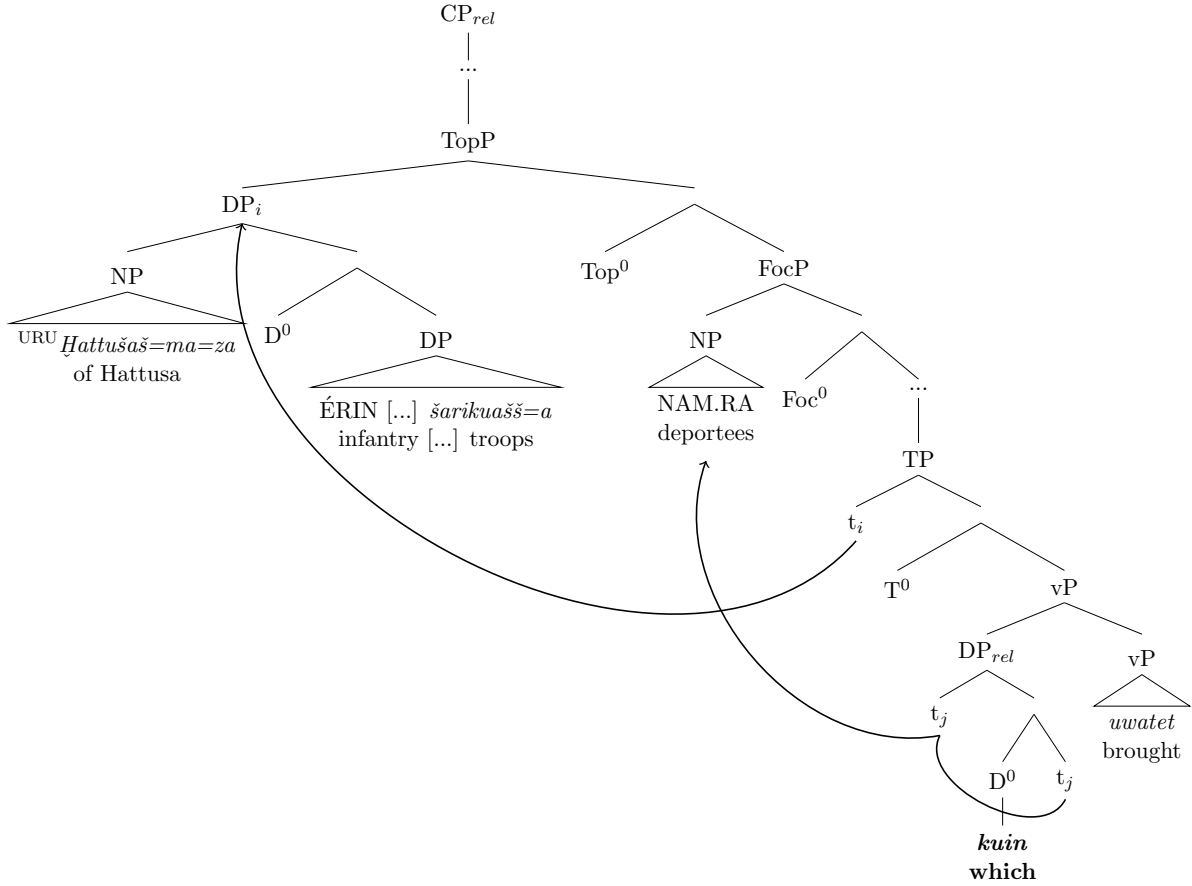 CP_rel
...
TopP
DP_i
NP
Top^0
FocP
D^0
DP
NP
Foc^0
...
^URU Ḫattušaš=ma=za
of Hattusa
ÉRIN [...] šarikuašš=a
infantry [...] troops
NAM.RA
deportees
TP
t_i
T^0
vP
DP_rel
vP
t_j
uwatet
brought
D^0
t_j
kuin
which